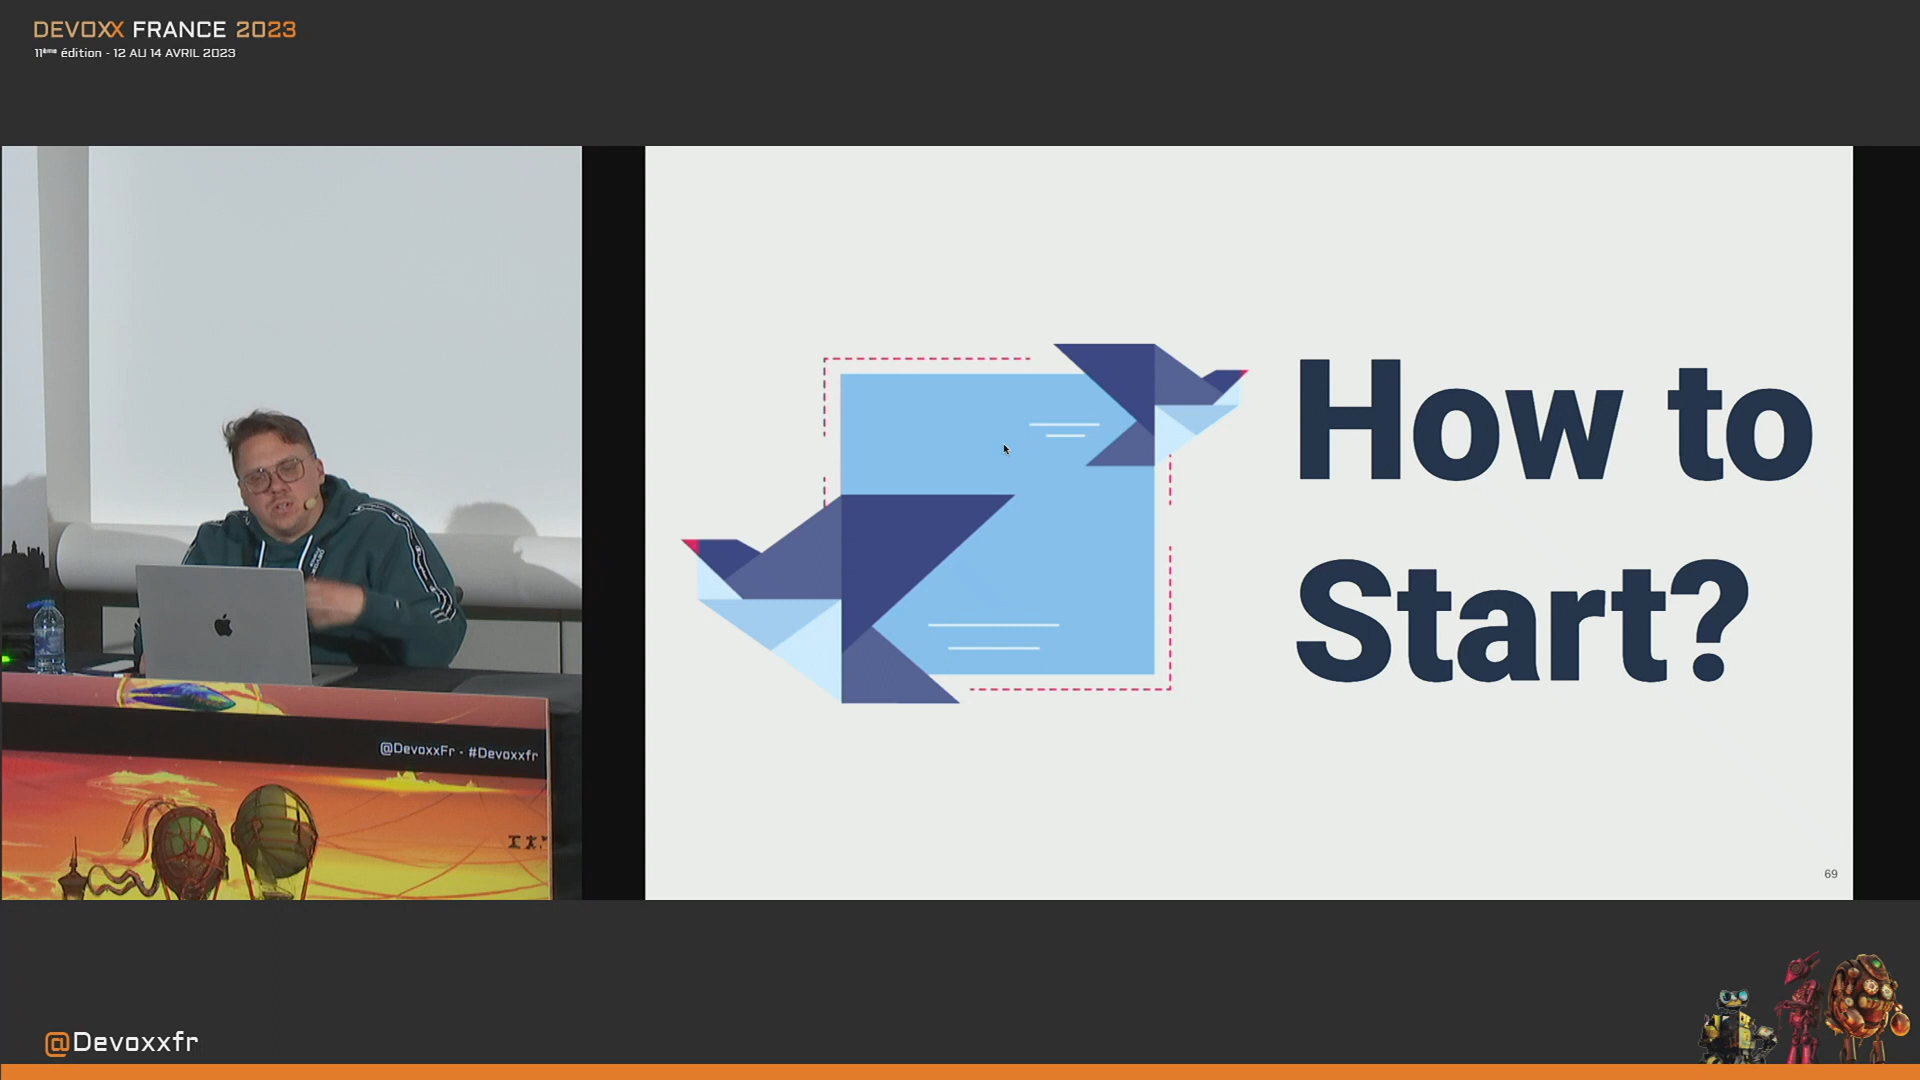 DEVOXX FRANCE 2023
11ème édition - 12 AU 14 AVRIL 2023
How to
Start?
@DevoxxFr - #Devoxxfr
69
@Devoxxfr